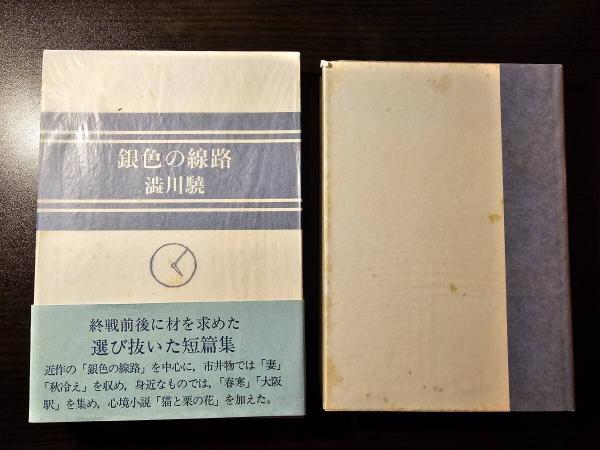 銀色の線路
澁川驍
終戦前後に材を求めた
選び抜いた短篇集
近作の「銀色の線路」を中心に，市井物では「妻」
「秋冷え」を収め，身近なものでは，「春寒」「大阪
駅」を集め，心境小説「猫と栗の花」を加えた。